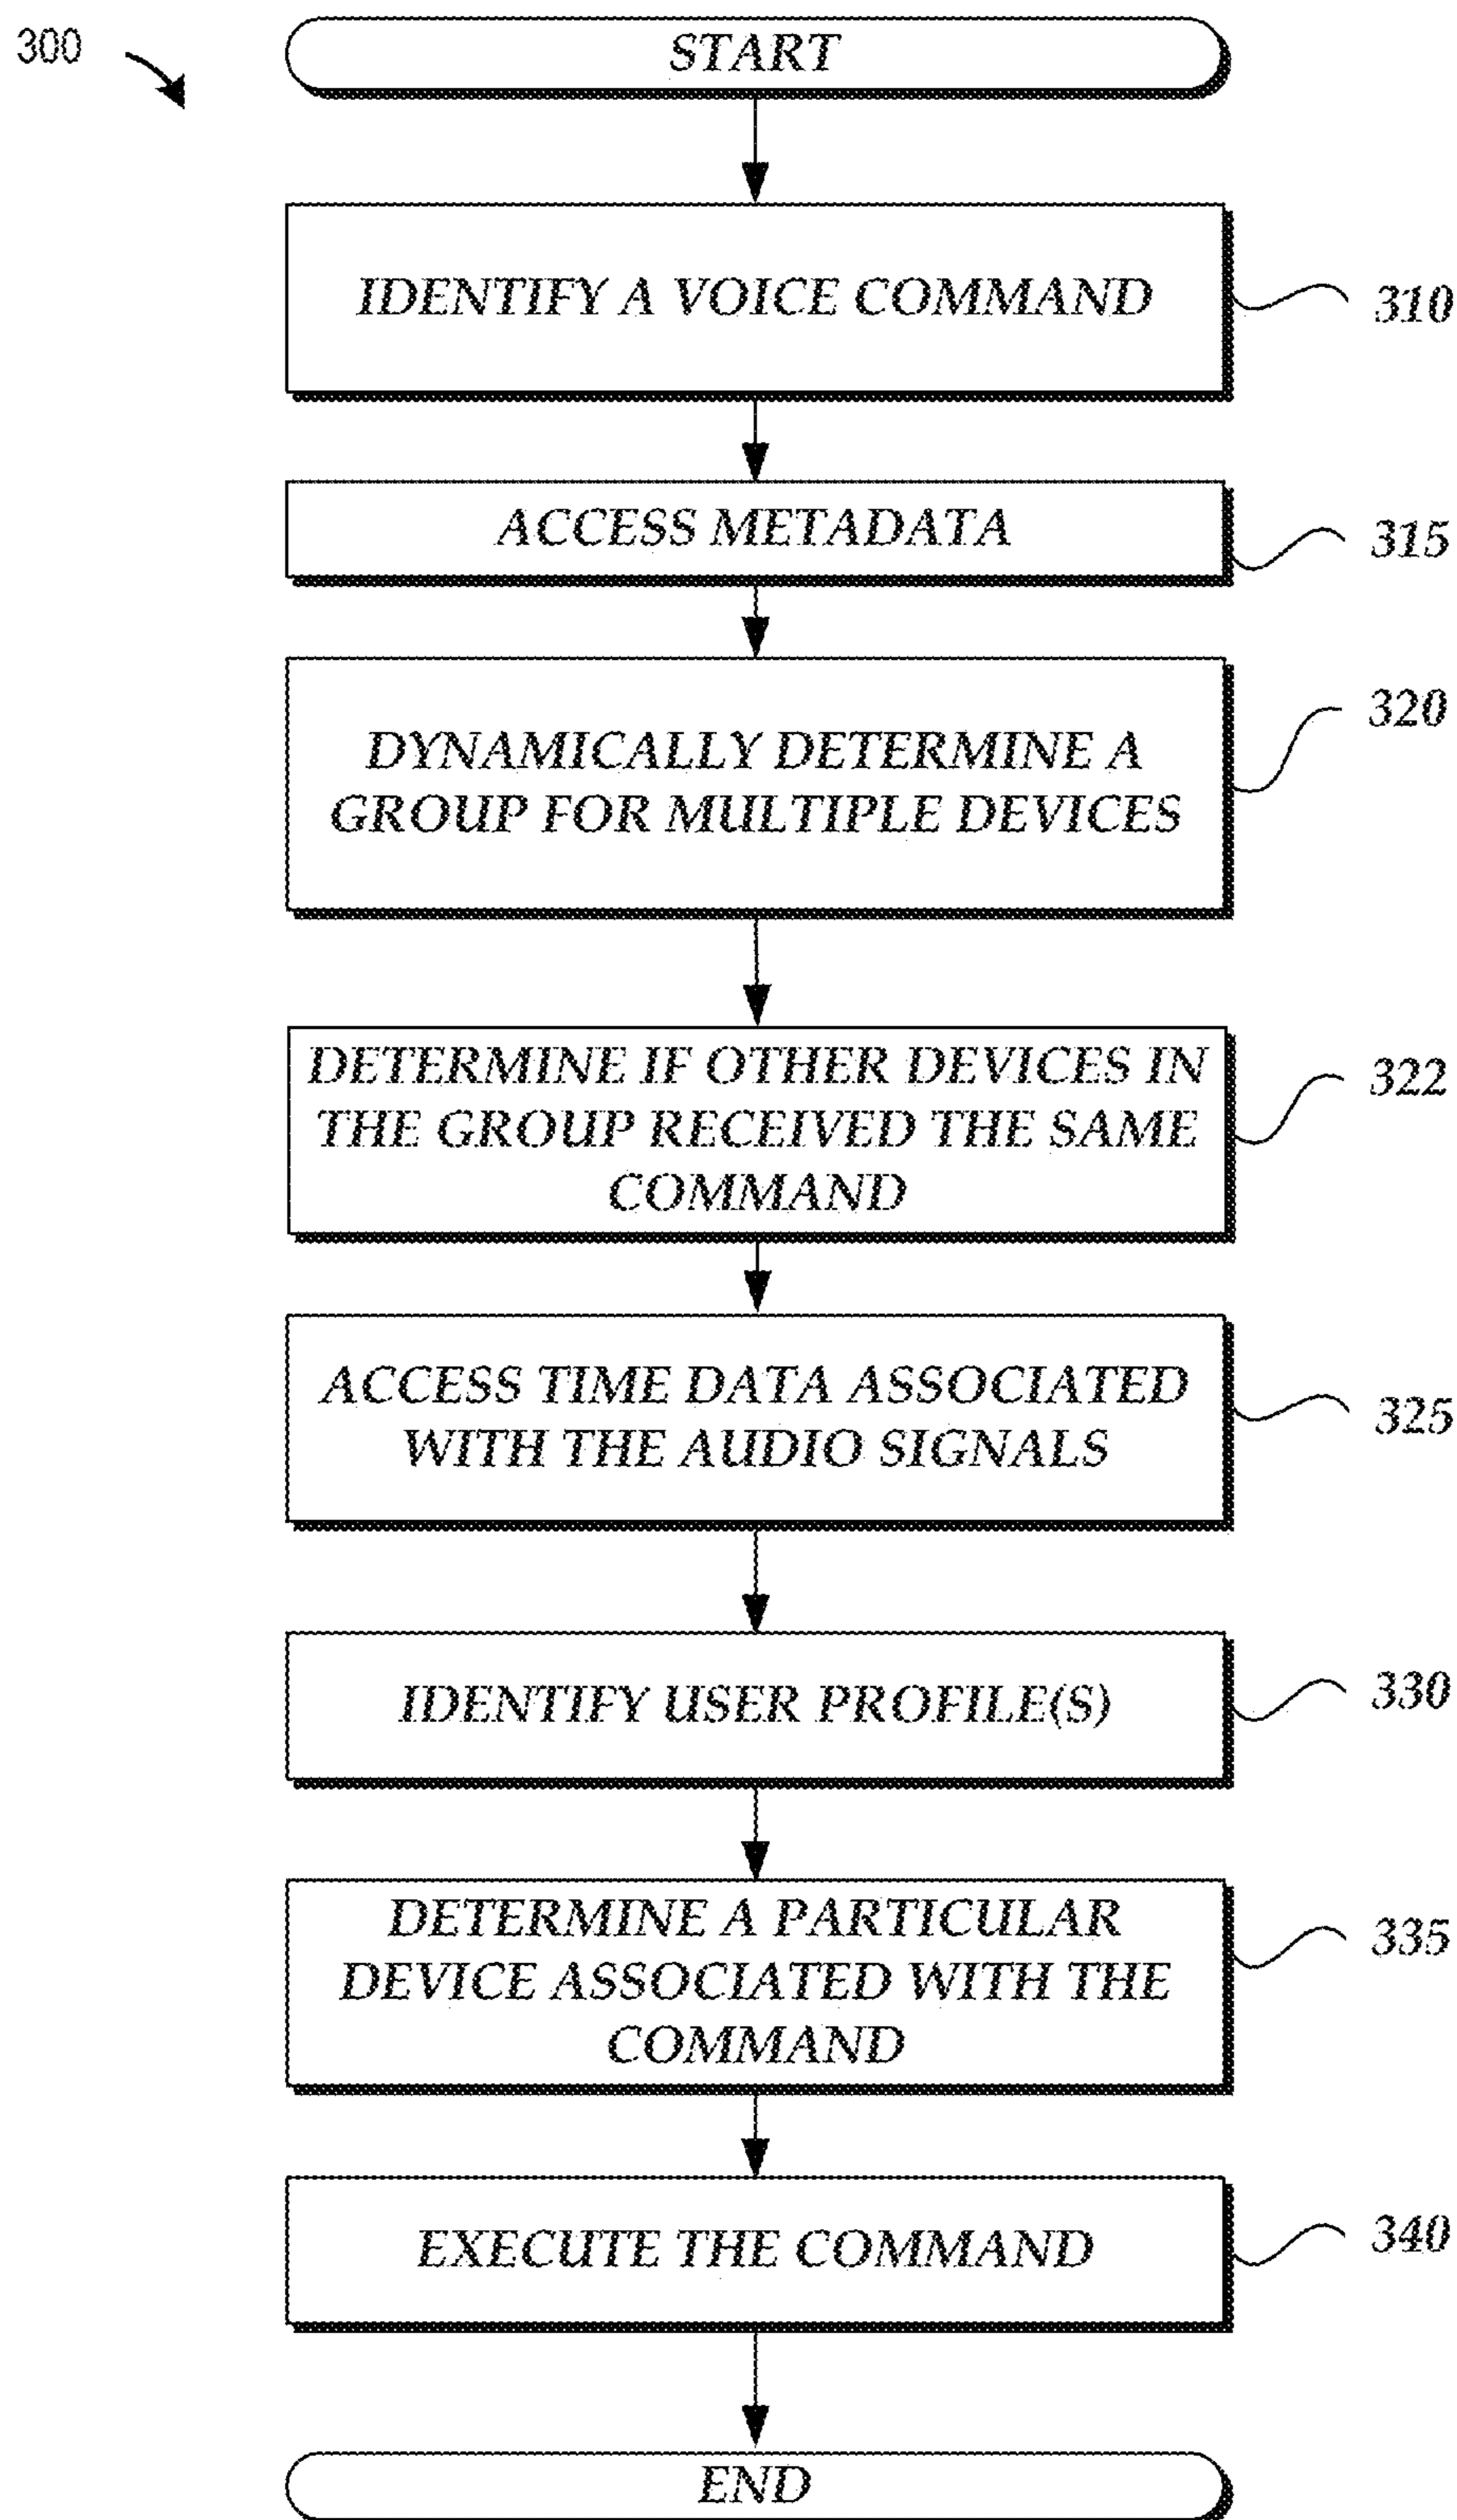 300
START
IDENTIFY A VOICE COMMAND
310
ACCESS METADATA
315
DYNAMICALLY DETERMINE A
GROUP FOR MULTIPLE DEVICES
320
DETERMINE IF OTHER DEVICES IN
THE GROUP RECEIVED THE SAME
COMMAND
322
ACCESS TIME DATA ASSOCIATED
WITH THE AUDIO SIGNALS
325
IDENTIFY USER PROFILE(S)
330
DETERMINE A PARTICULAR
DEVICE ASSOCIATED WITH THE
COMMAND
335
EXECUTE THE COMMAND
340
END